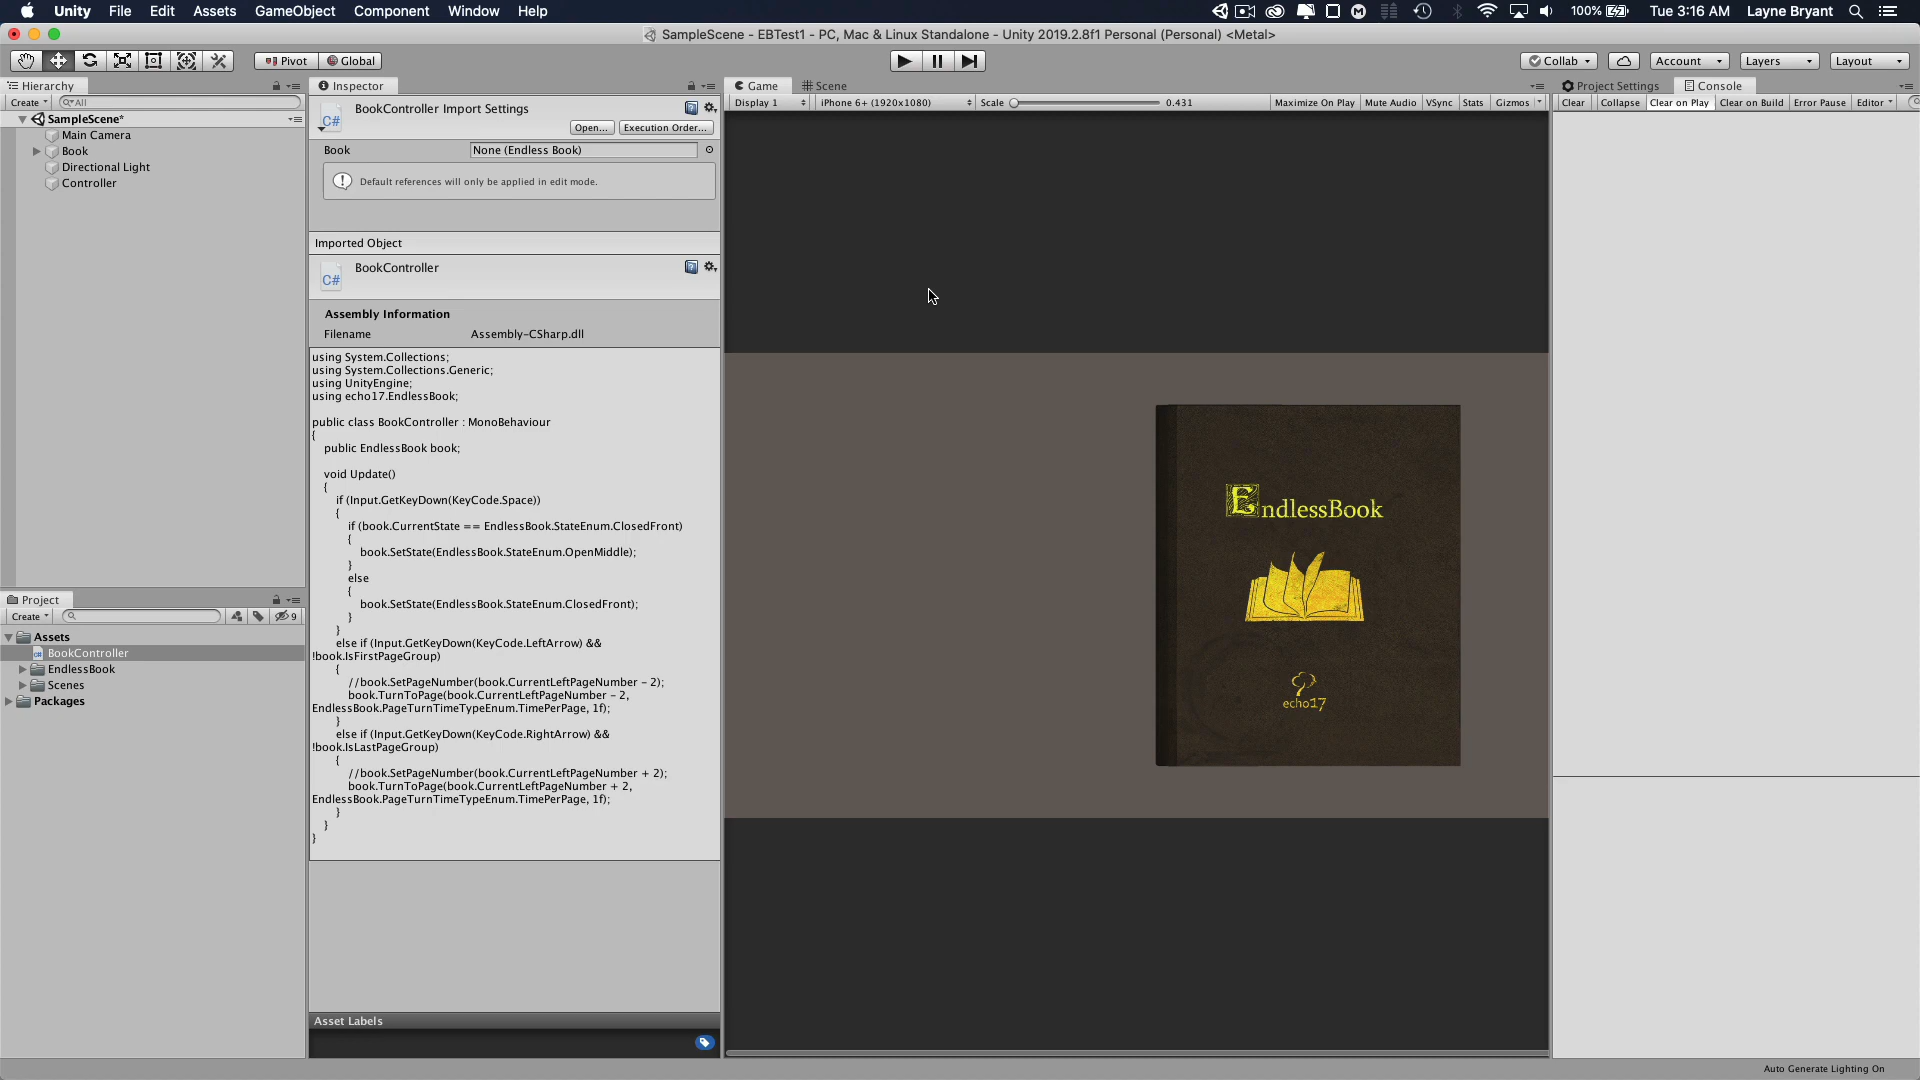 Unity File Edit Assets GameObject Component Window Help
100% Tue 3:16 AM Layne Bryant
SampleScene - EBTest1 - PC, Mac & Linux Standalone - Unity 2019.2.8f1 Personal (Personal) <Metal>
Pivot Global
Collab Account Layers Layout
Hierarchy
Create All
SampleScene*
Main Camera
Book
Directional Light
Controller
Project
Create 9
Assets
BookController
EndlessBook
Scenes
Packages
Inspector
BookController Import Settings
C#
Open... Execution Order...
Book None (Endless Book)
Default references will only be applied in edit mode.
Imported Object
BookController
C#
Assembly Information
Filename Assembly-CSharp.dll
using System.Collections;
using System.Collections.Generic;
using UnityEngine;
using echo17.EndlessBook;
public class BookController : MonoBehaviour
{
public EndlessBook book;
void Update()
{
if (Input.GetKeyDown(KeyCode.Space))
{
if (book.CurrentState == EndlessBook.StateEnum.ClosedFront)
{
book.SetState(EndlessBook.StateEnum.OpenMiddle);
}
else
{
book.SetState(EndlessBook.StateEnum.ClosedFront);
}
}
else if (Input.GetKeyDown(KeyCode.LeftArrow) &&
!book.IsFirstPageGroup)
{
//book.SetPageNumber(book.CurrentLeftPageNumber - 2);
book.TurnToPage(book.CurrentLeftPageNumber - 2,
EndlessBook.PageTurnTimeTypeEnum.TimePerPage, 1f);
}
else if (Input.GetKeyDown(KeyCode.RightArrow) &&
!book.IsLastPageGroup)
{
//book.SetPageNumber(book.CurrentLeftPageNumber + 2);
book.TurnToPage(book.CurrentLeftPageNumber + 2,
EndlessBook.PageTurnTimeTypeEnum.TimePerPage, 1f);
}
}
}
Asset Labels
Game Scene
Display 1 iPhone 6+ (1920x1080) Scale 0.431 Maximize On Play Mute Audio VSync Stats Gizmos
EndlessBook
echo17
Project Settings Console
Clear Collapse Clear on Play Clear on Build Error Pause Editor
Auto Generate Lighting On